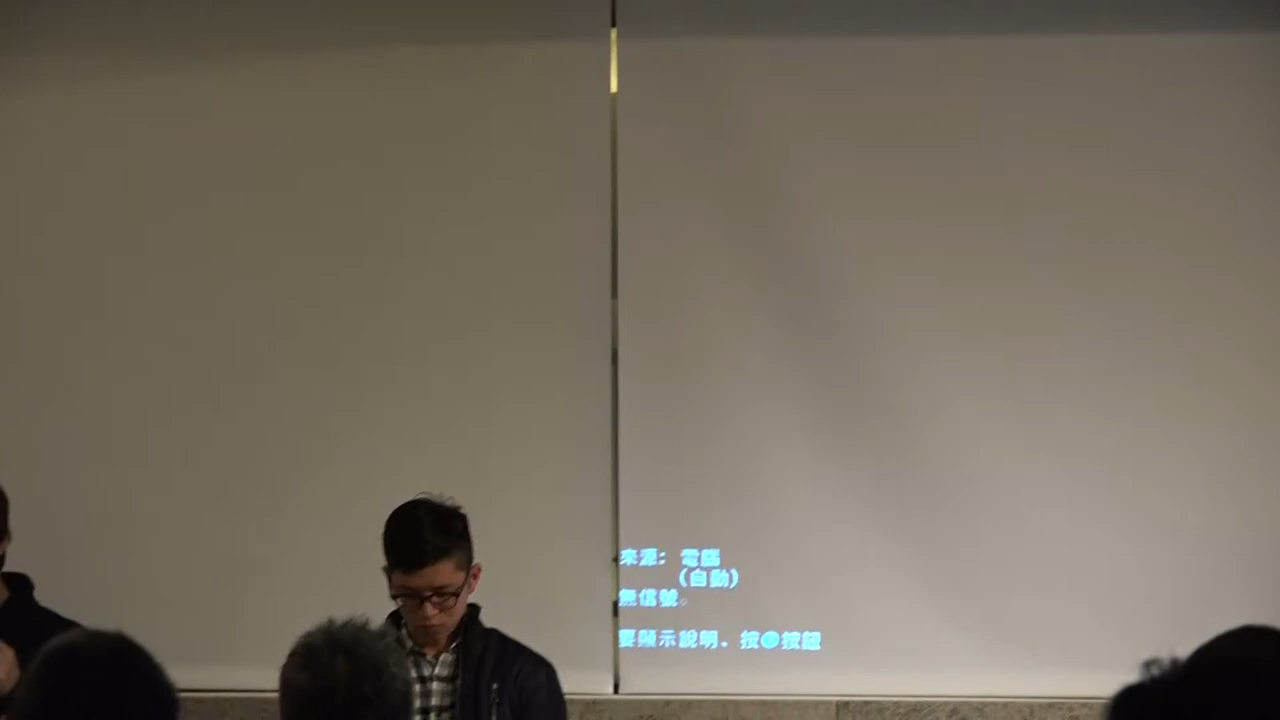 來源: 電腦
(自動)
無信號。
要顯示說明. 按按鈕